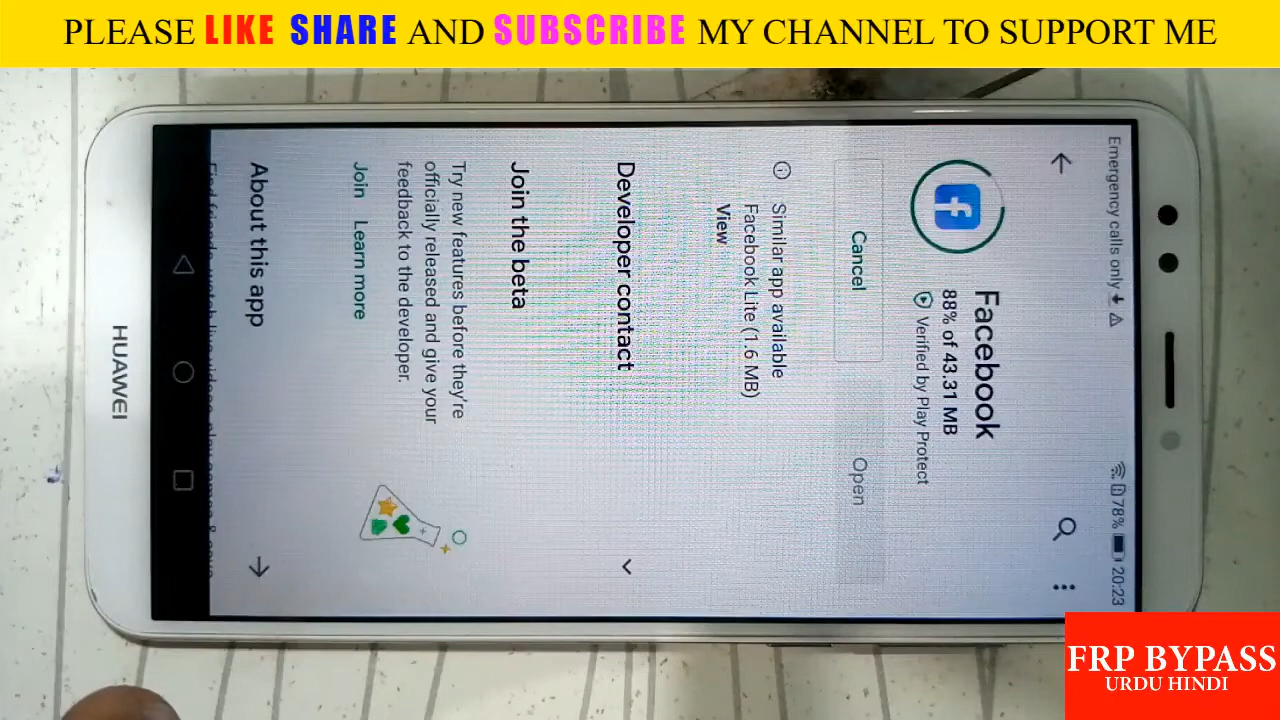 PLEASE LIKE SHARE AND SUBSCRIBE MY CHANNEL TO SUPPORT ME
Emergency calls only
78% 20:23
Facebook
88% of 43.31 MB
Verified by Play Protect
Cancel
Open
Similar app available
Facebook Lite (1.6 MB)
View
Developer contact
Join the beta
Try new features before they're
officially released and give your
feedback to the developer.
Join Learn more
About this app
HUAWEI
FRP BYPASS
URDU HINDI